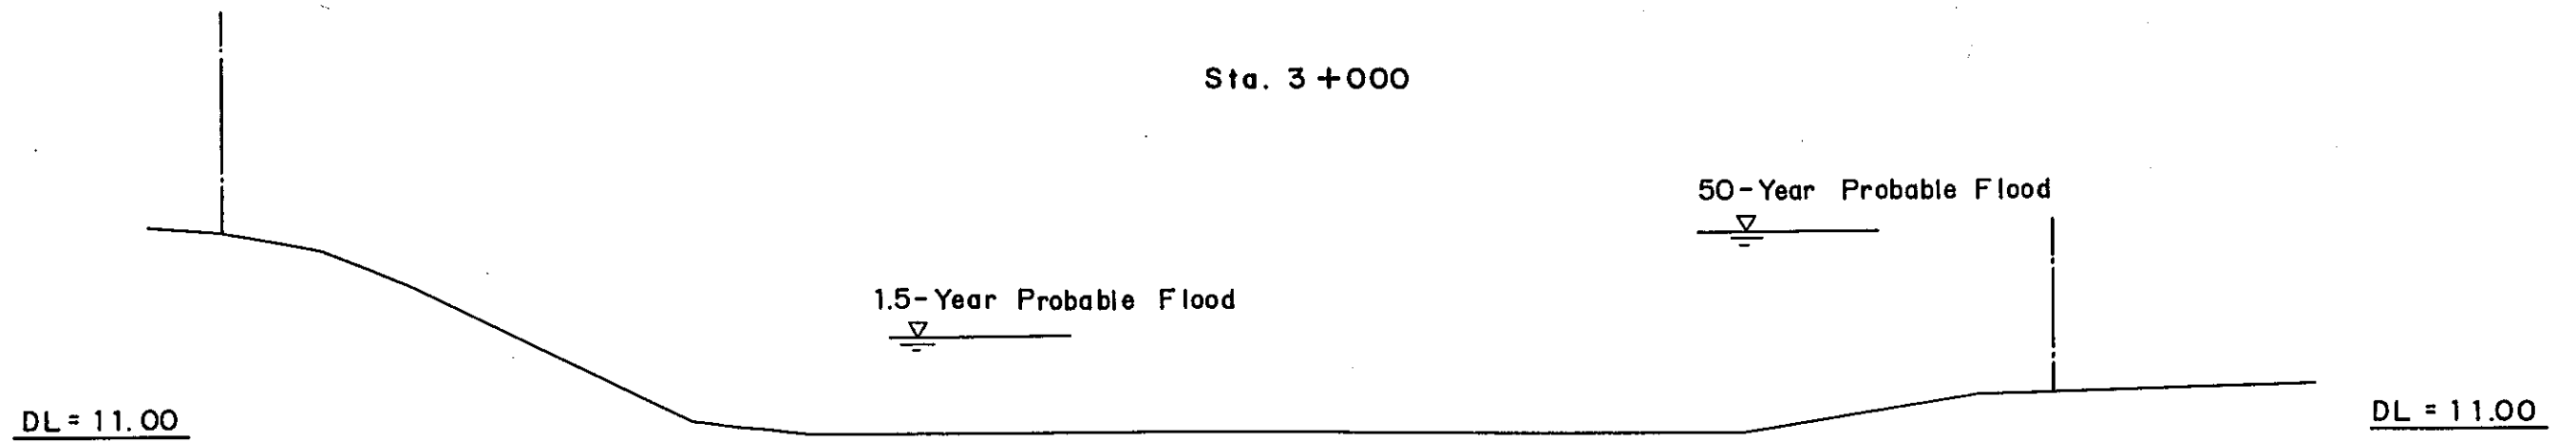 Sta. 3+000
50-Year Probable Flood
1.5-Year Probable Flood
DL = 11.00
DL = 11.00